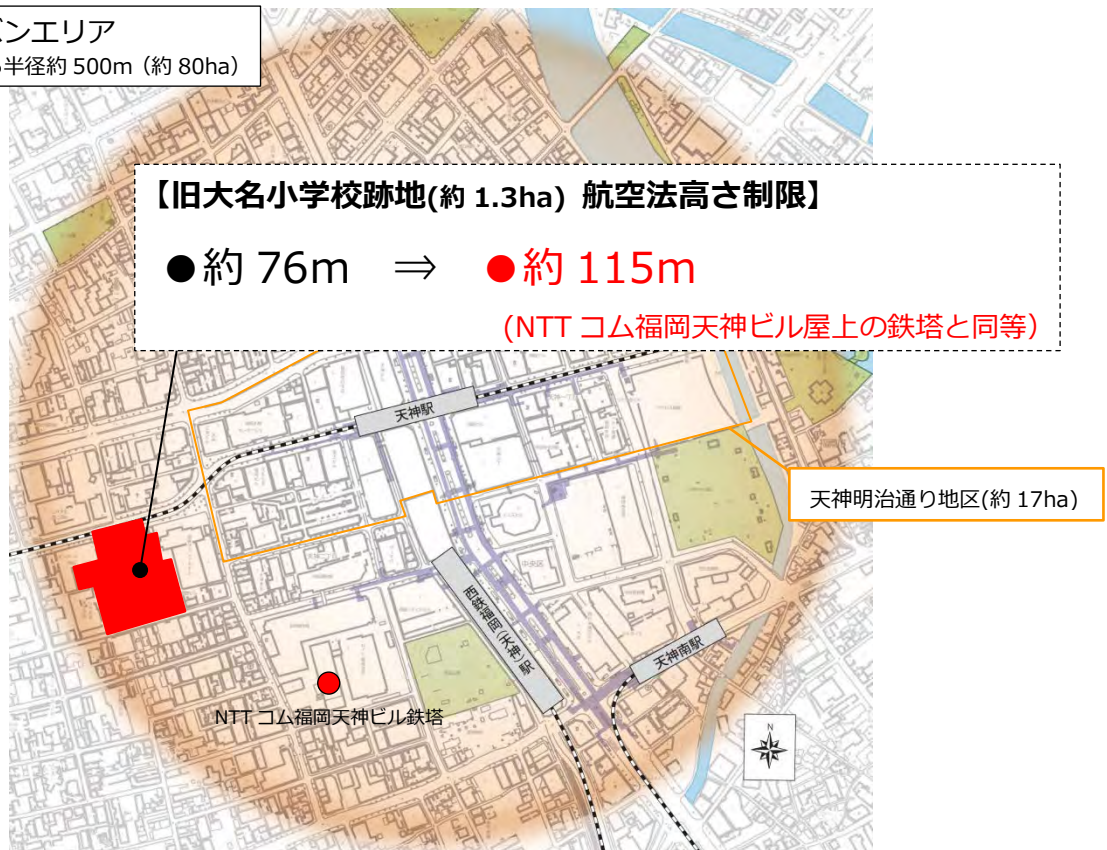 ンエリア
半径約 500m（約 80ha）
【旧大名小学校跡地(約 1.3ha) 航空法高さ制限】
●約 76m ⇒ ●約 115m
(NTT コム福岡天神ビル屋上の鉄塔と同等）
天神駅
天神明治通り地区(約 17ha)
中央区
西鉄福岡（天神）駅
天神南駅
NTT コム福岡天神ビル鉄塔
N